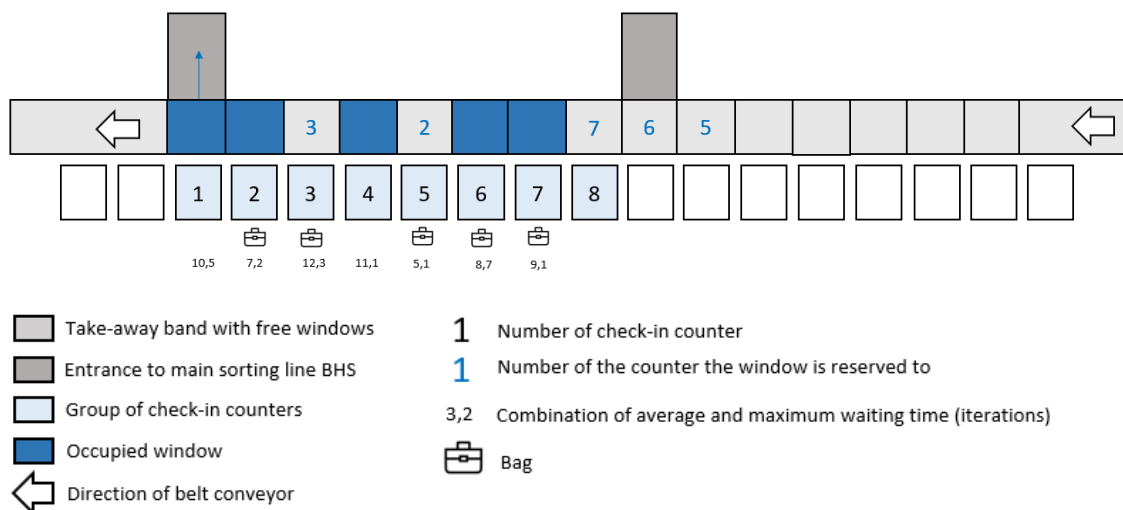 3 2 7 6 5
1 2 3 4 5 6 7 8
10,5 7,2 12,3 11,1 5,1 8,7 9,1
Take-away band with free windows
Entrance to main sorting line BHS
Group of check-in counters
Occupied window
Direction of belt conveyor
1 Number of check-in counter
1 Number of the counter the window is reserved to
3,2 Combination of average and maximum waiting time (iterations)
Bag